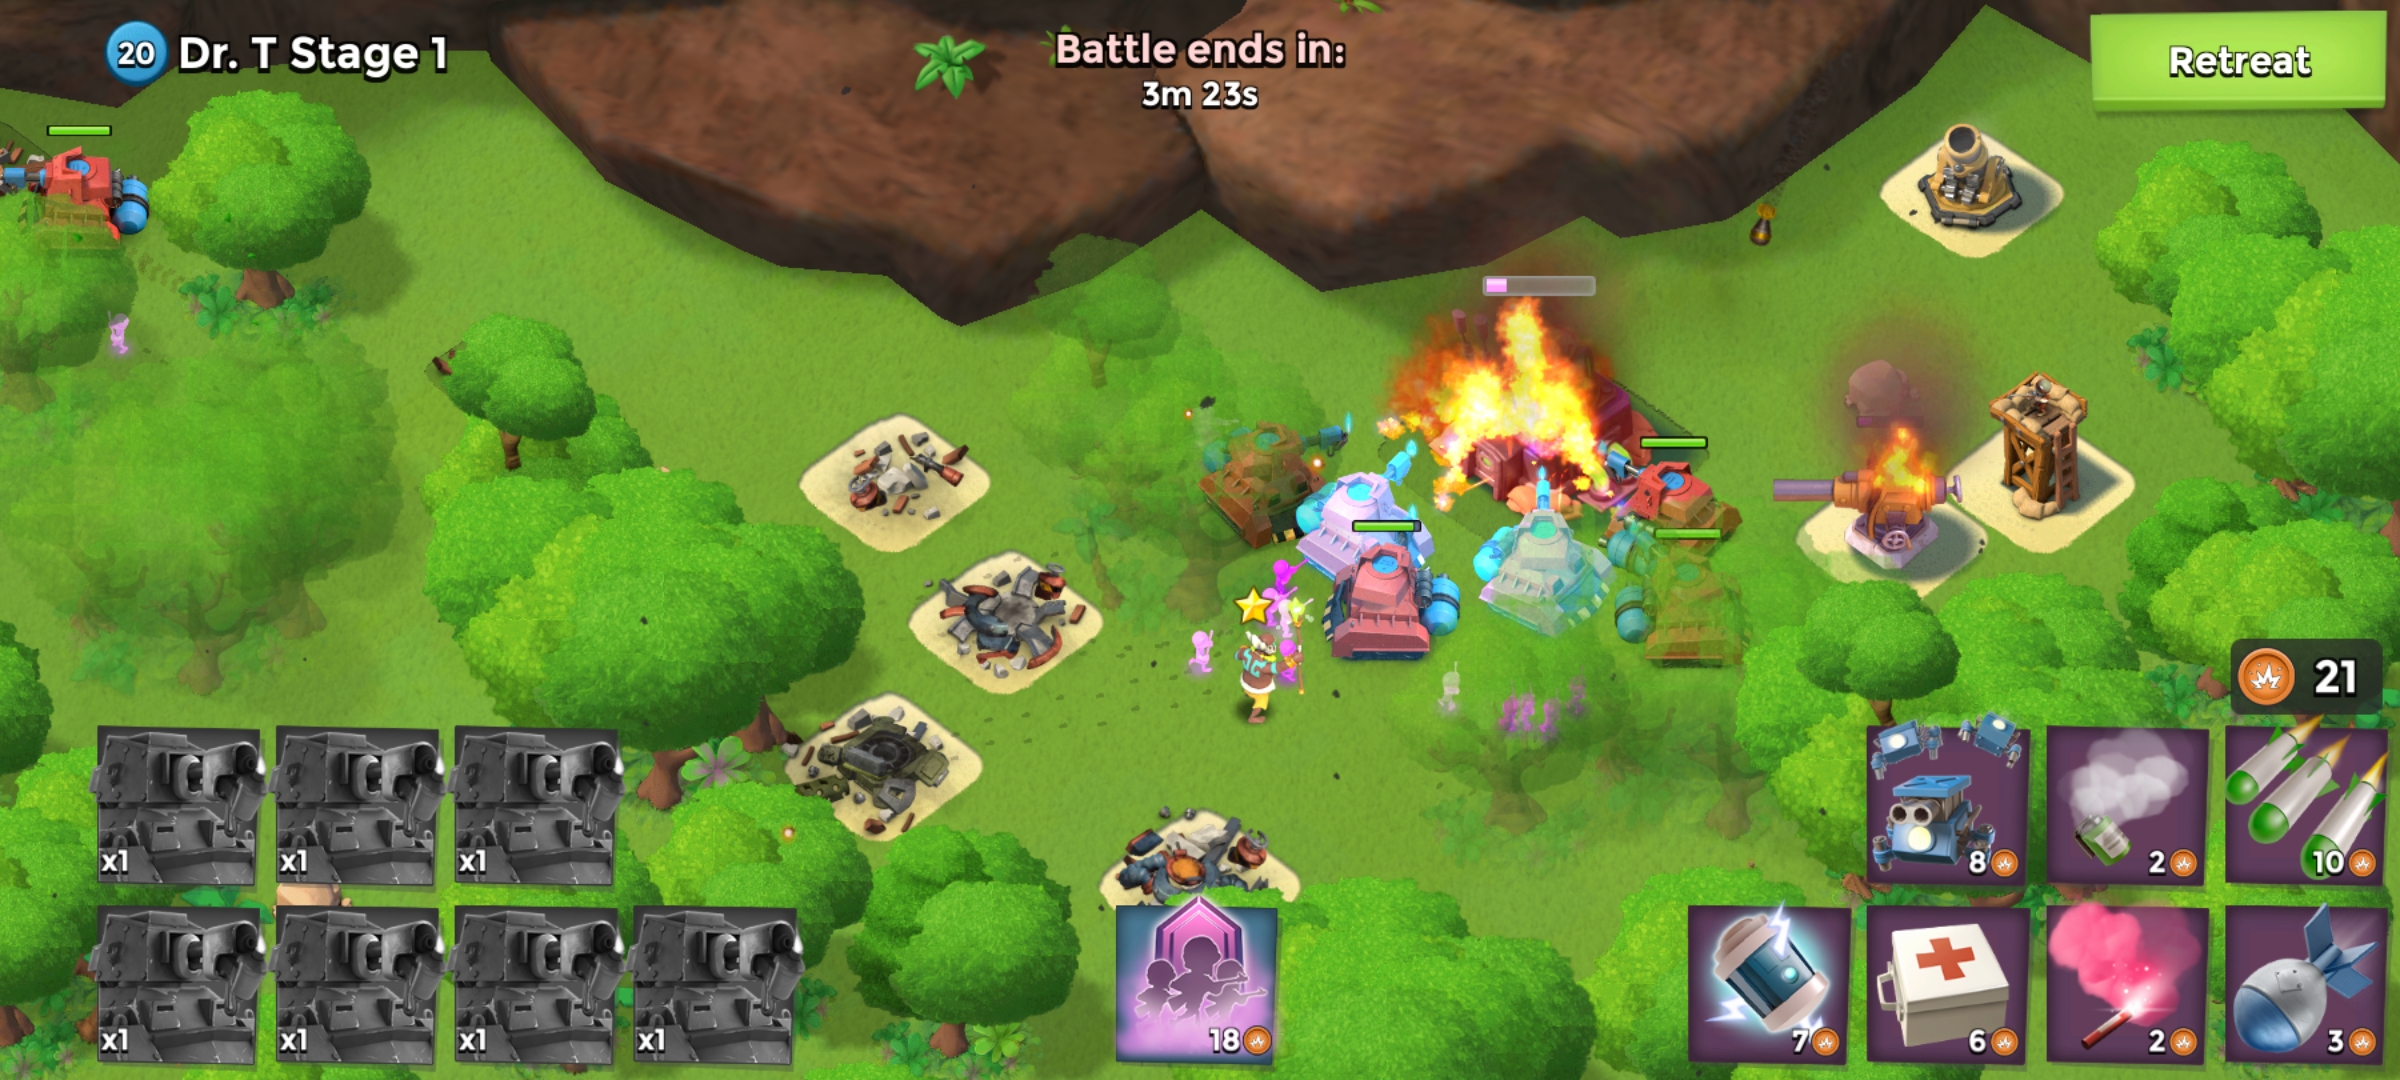 20 Dr. T Stage 1
Battle ends in:
3m 23s
Retreat
21
x1 x1 x1
8 2 10
x1 x1 x1 x1
18
7 6 2 3